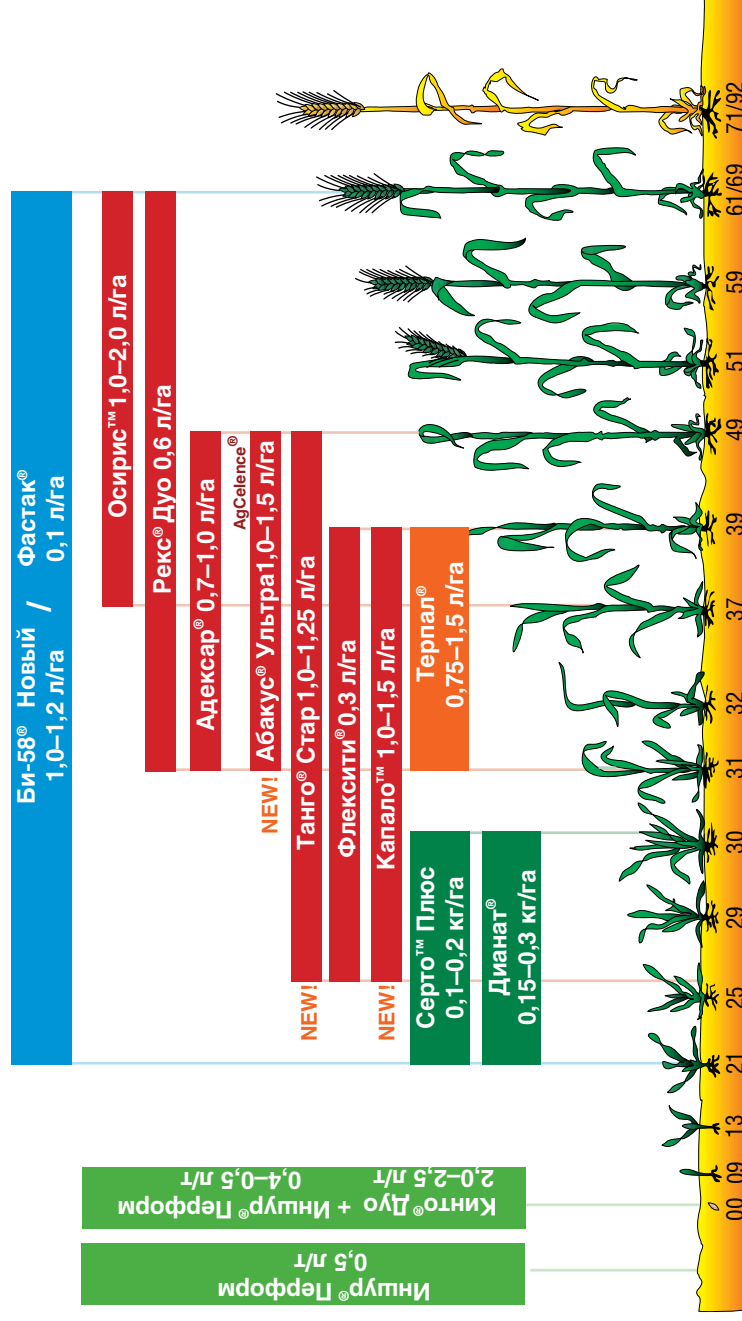 Би-58® Новый / Фастак®
1,0–1,2 л/га 0,1 л/га
Осирис™ 1,0–2,0 л/га
Рекс® Дуо 0,6 л/га
Адексар® 0,7–1,0 л/га
AgCelence®
NEW! Абакус® Ультра1,0–1,5 л/га
NEW! Танго® Стар 1,0–1,25 л/га
Флексити® 0,3 л/га
NEW! Капало™ 1,0–1,5 л/га
Терпал®
0,75–1,5 л/га
Серто™ Плюс
0,1–0,2 кг/га
Дианат®
0,15–0,3 кг/га
Иншур® Перформ
0,5 л/т
Кинто® Дуо + Иншур® Перформ
2,0–2,5 л/т 0,4–0,5 л/т
00 09 13 21 25 29 30 31 32 37 39 49 51 59 61/69 71/92